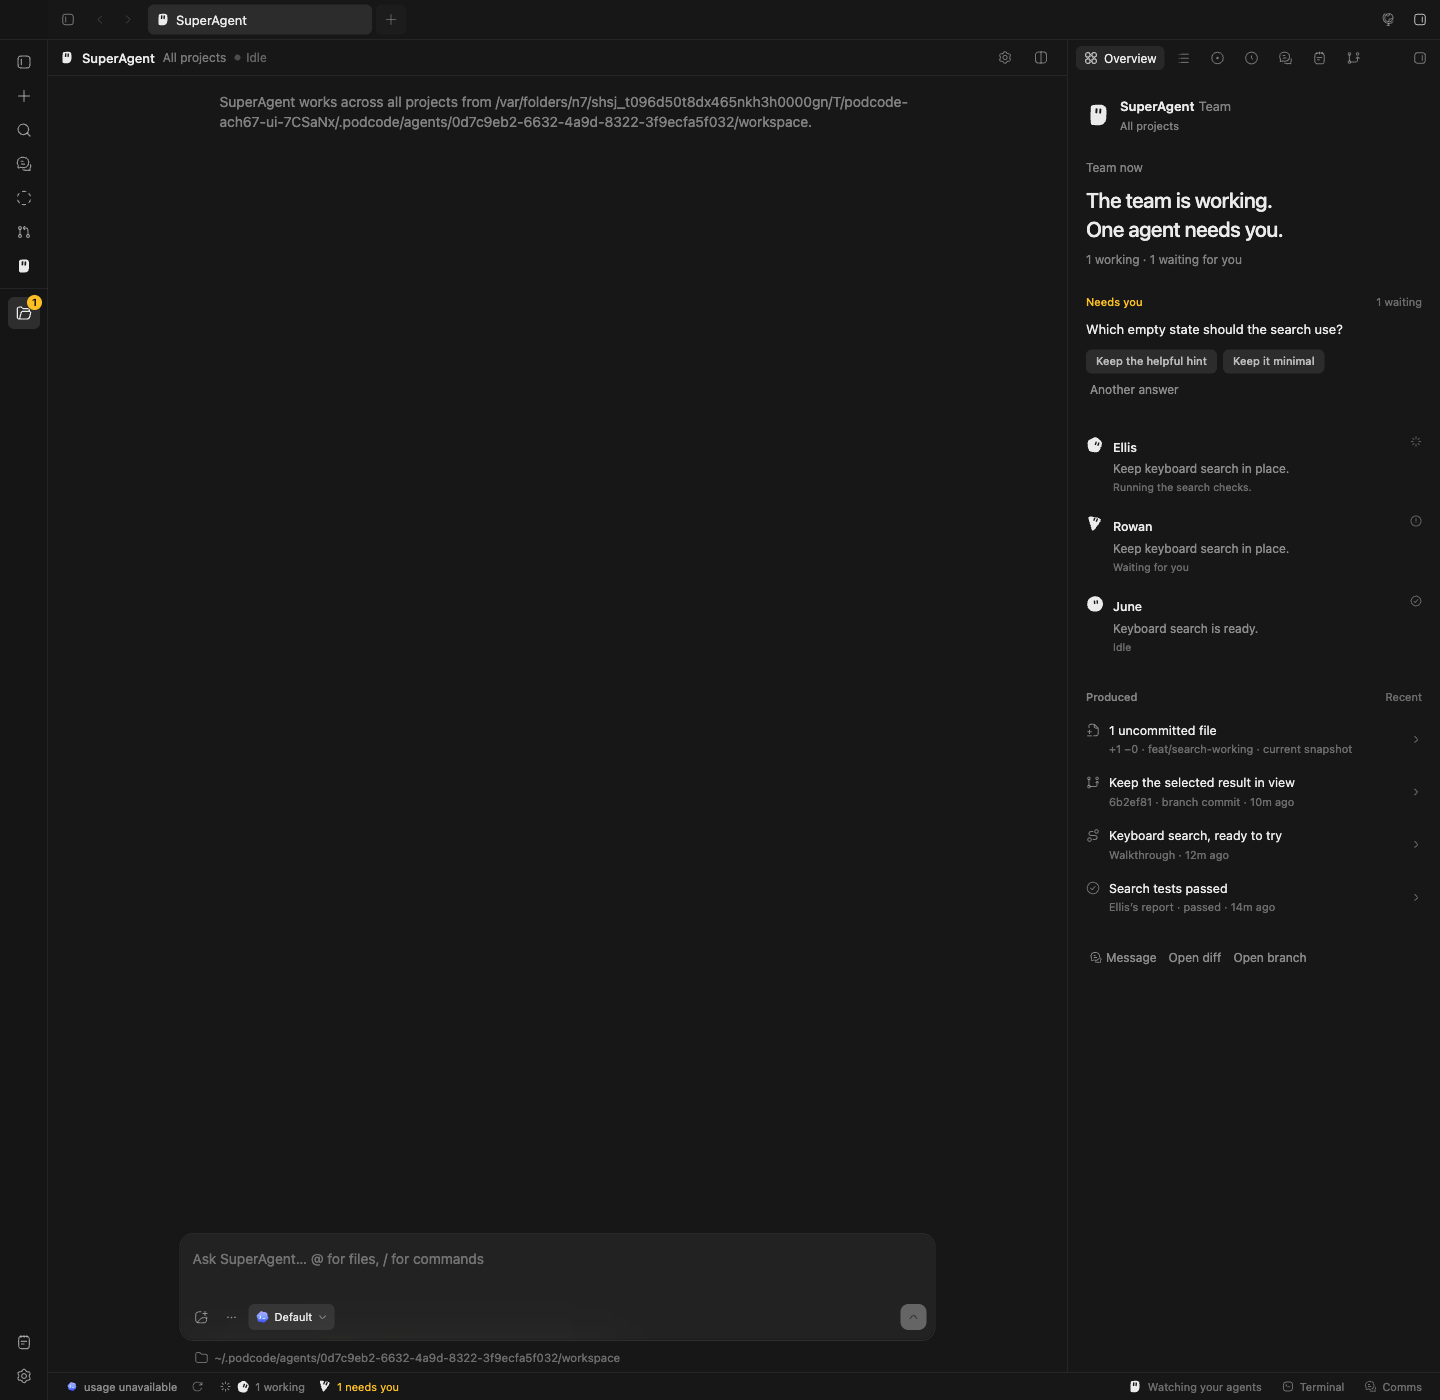 SuperAgent
SuperAgent All projects Idle
Overview
1
SuperAgent works across all projects from /var/folders/n7/shsj_t096d50t8dx465nkh3h0000gn/T/podcode-
ach67-ui-7CSaNx/.podcode/agents/0d7c9eb2-6632-4a9d-8322-3f9ecfa5f032/workspace.
SuperAgent Team
All projects
Team now
The team is working.
One agent needs you.
1 working · 1 waiting for you
Needs you 1 waiting
Which empty state should the search use?
Keep the helpful hint Keep it minimal
Another answer
Ellis
Keep keyboard search in place.
Running the search checks.
Rowan
Keep keyboard search in place.
Waiting for you
June
Keyboard search is ready.
Idle
Produced Recent
1 uncommitted file
+1 −0 · feat/search-working · current snapshot
Keep the selected result in view
6b2ef81 · branch commit · 10m ago
Keyboard search, ready to try
Walkthrough · 12m ago
Search tests passed
Ellis's report · passed · 14m ago
Message Open diff Open branch
Ask SuperAgent... @ for files, / for commands
Default
~/.podcode/agents/0d7c9eb2-6632-4a9d-8322-3f9ecfa5f032/workspace
usage unavailable 1 working 1 needs you
Watching your agents Terminal Comms